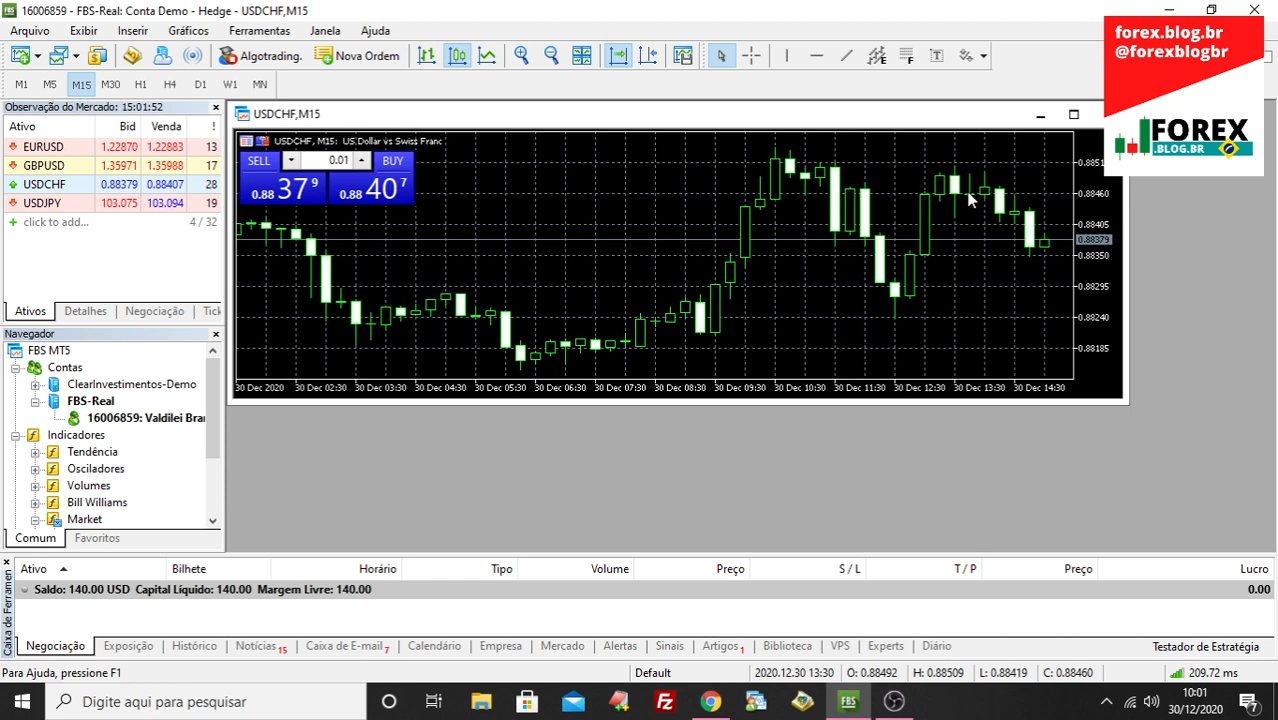 16006859 - FBS-Real: Conta Demo - Hedge - USDCHF,M15
Arquivo Exibir Inserir Gráficos Ferramentas Janela Ajuda
forex.blog.br
@forexblogbr
FOREX
.BLOG.BR
Algotrading. Nova Ordem
M1 M5 M15 M30 H1 H4 D1 W1 MN
Observação do Mercado: 15:01:52
Ativo Bid Venda !
EURUSD 1.22870 1.22883 13
GBPUSD 1.35971 1.35988 17
USDCHF 0.88379 0.88407 28
USDJPY 103.075 103.094 19
click to add... 4 / 32
Ativos Detalhes Negociação Tick
USDCHF,M15
USDCHF, M15: US Dollar vs Swiss Franc
SELL 0.01 BUY
0.88 37 9 0.88 40 7
0.88515
0.88460
0.88405
0.88379
0.88350
0.88295
0.88240
0.88185
30 Dec 2020 30 Dec 02:30 30 Dec 03:30 30 Dec 04:30 30 Dec 05:30 30 Dec 06:30 30 Dec 07:30 30 Dec 08:30 30 Dec 09:30 30 Dec 10:30 30 Dec 11:30 30 Dec 12:30 30 Dec 13:30 30 Dec 14:30
Navegador
FBS MT5
Contas
ClearInvestimentos-Demo
FBS-Real
16006859: Valdilei Bran
Indicadores
Tendência
Osciladores
Volumes
Bill Williams
Market
Comum Favoritos
Caixa de Ferramen
Ativo Bilhete Horário Tipo Volume Preço S / L T / P Preço Lucro
Saldo: 140.00 USD Capital Líquido: 140.00 Margem Livre: 140.00 0.00
Negociação Exposição Histórico Notícias 15 Caixa de E-mail 7 Calendário Empresa Mercado Alertas Sinais Artigos 1 Biblioteca VPS Experts Diário Testador de Estratégia
Para Ajuda, pressione F1 Default 2020.12.30 13:30 O: 0.88492 H: 0.88509 L: 0.88419 C: 0.88460 209.72 ms
Digite aqui para pesquisar FBS 10:01
30/12/2020 7